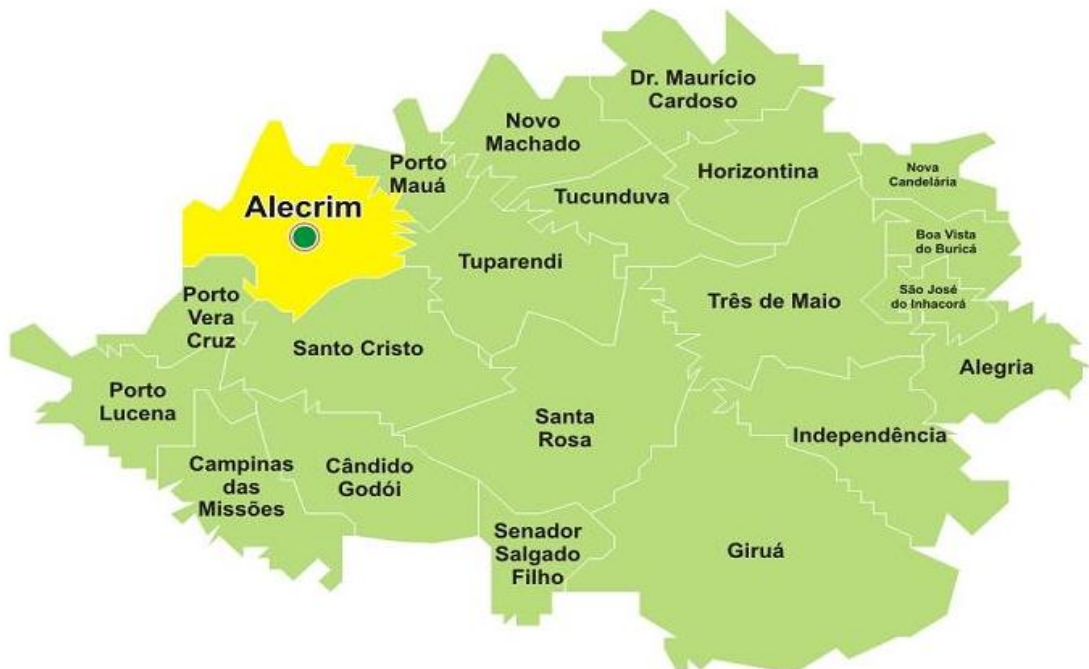 Dr. Maurício
Cardoso
Novo
Machado
Porto
Mauá
Horizontina
Nova
Candelária
Tucunduva
Alecrim
Boa Vista
do Buricá
Tuparendi
São José
do Inhacorá
Três de Maio
Porto
Vera
Cruz
Santo Cristo
Alegria
Porto
Lucena
Santa
Rosa
Independência
Campinas
das
Missões
Cândido
Godói
Senador
Salgado
Filho
Giruá